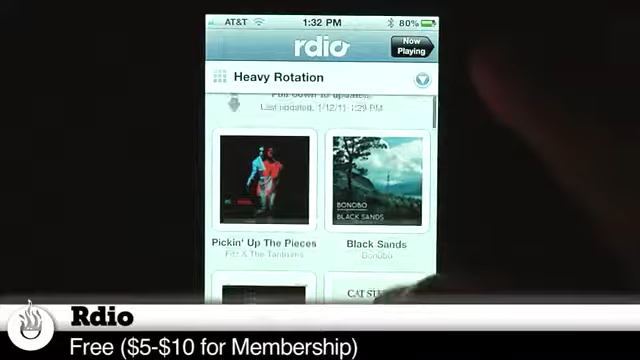 AT&T 1:32 PM 80%
rdio
Now
Playing
Heavy Rotation
Pull down to update...
Last updated, 1/12/11 1:29 PM
BONOBO
BLACK SANDS
Pickin' Up The Pieces
Fitz & The Tantrums
Black Sands
Bonobo
Rdio
Free ($5-$10 for Membership)